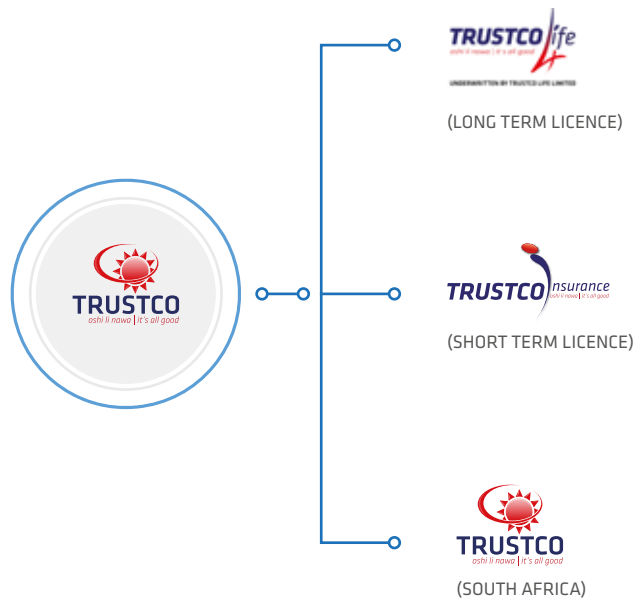 TRUSTCO
oshi li nawa | it's all good
TRUSTCO life
oshi li nawa | it's all good
UNDERWRITTEN BY TRUSTCO LIFE LIMITED
(LONG TERM LICENCE)
TRUSTCO insurance
oshi li nawa | it's all good
(SHORT TERM LICENCE)
TRUSTCO
oshi li nawa | it's all good
(SOUTH AFRICA)